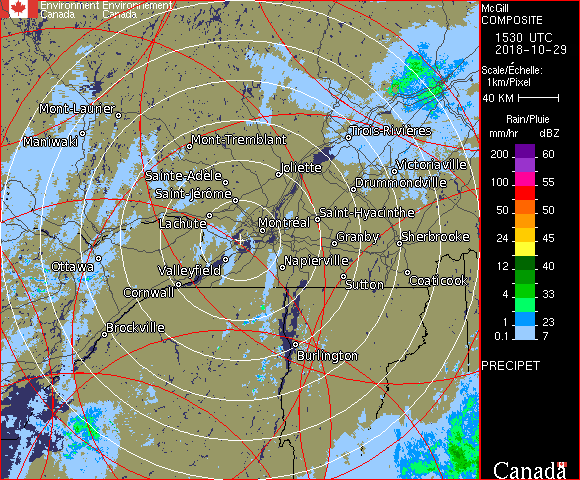 Environment Environnement
Canada Canada
McGill
COMPOSITE
1530 UTC
2018-10-29
Scale/Échelle:
1km/Pixel
40 KM
Rain/Pluie
mm/hr dBZ
200 60
100 55
100 55
50 50
24 45
12 40
4 33
1 23
0.1 7
PRECIPET
Canada
Mont-Laurier
Maniwaki
Mont-Tremblant
Trois-Rivières
Sainte-Adèle
Joliette
Victoriaville
Saint-Jérôme
Drummondville
Lachute
Montréal
Saint-Hyacinthe
Granby
Sherbrooke
Ottawa
Valleyfield
Napierville
Cornwall
Sutton
Coaticook
Brockville
Burlington